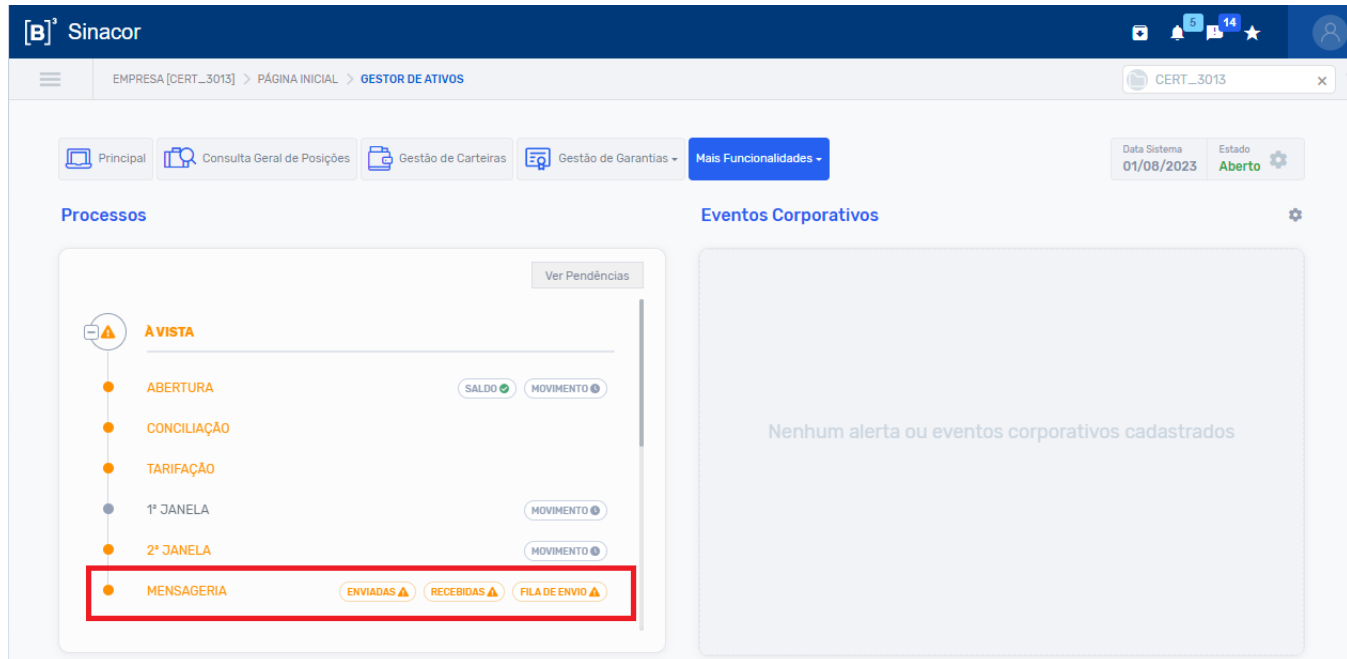 [B]³ Sinacor
5 14
EMPRESA [CERT_3013] > PÁGINA INICIAL > GESTOR DE ATIVOS
CERT_3013 ×
Principal Consulta Geral de Posições Gestão de Carteiras Gestão de Garantias Mais Funcionalidades
Data Sistema Estado
01/08/2023 Aberto
Processos
Eventos Corporativos
Ver Pendências
À VISTA
ABERTURA SALDO MOVIMENTO
CONCILIAÇÃO
TARIFAÇÃO
1ª JANELA MOVIMENTO
2ª JANELA MOVIMENTO
MENSAGERIA ENVIADAS RECEBIDAS FILA DE ENVIO
Nenhum alerta ou eventos corporativos cadastrados